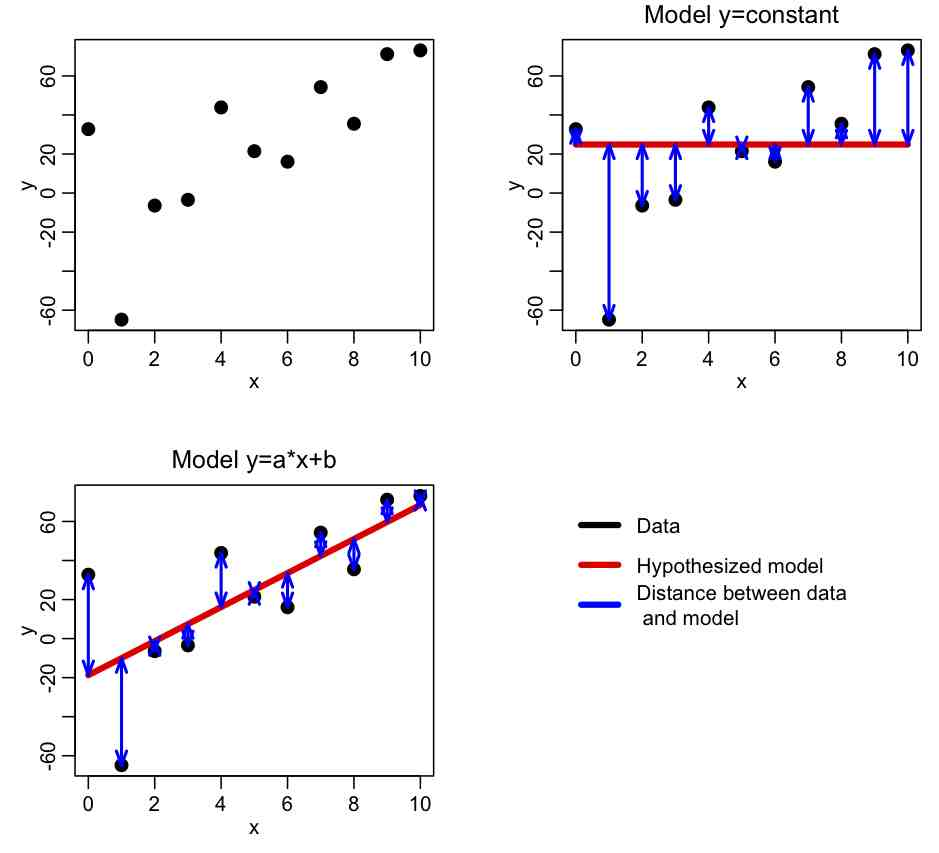 Model y=constant
60
20
0
-20
-60
y
0 2 4 6 8 10
x
60
20
0
-20
-60
y
0 2 4 6 8 10
x
Model y=a*x+b
60
20
0
-20
-60
y
0 2 4 6 8 10
x
Data
Hypothesized model
Distance between data
and model